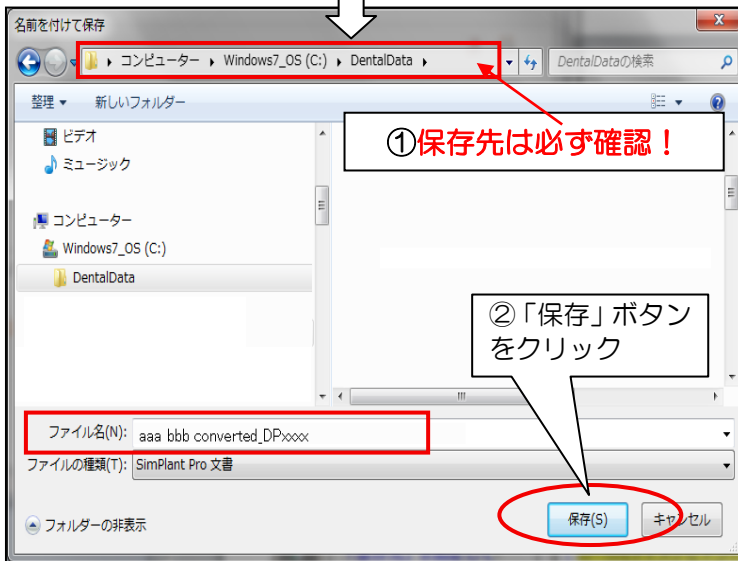 名前を付けて保存
コンピューター ▸ Windows7_OS (C:) ▸ DentalData ▸
DentalDataの検索
整理 ▼ 新しいフォルダー
ビデオ
ミュージック
①保存先は必ず確認！
コンピューター
Windows7_OS (C:)
DentalData
②「保存」ボタン
をクリック
ファイル名(N): aaa bbb converted_DPxxxx
ファイルの種類(T): SimPlant Pro 文書
フォルダーの非表示
保存(S)
キャンセル